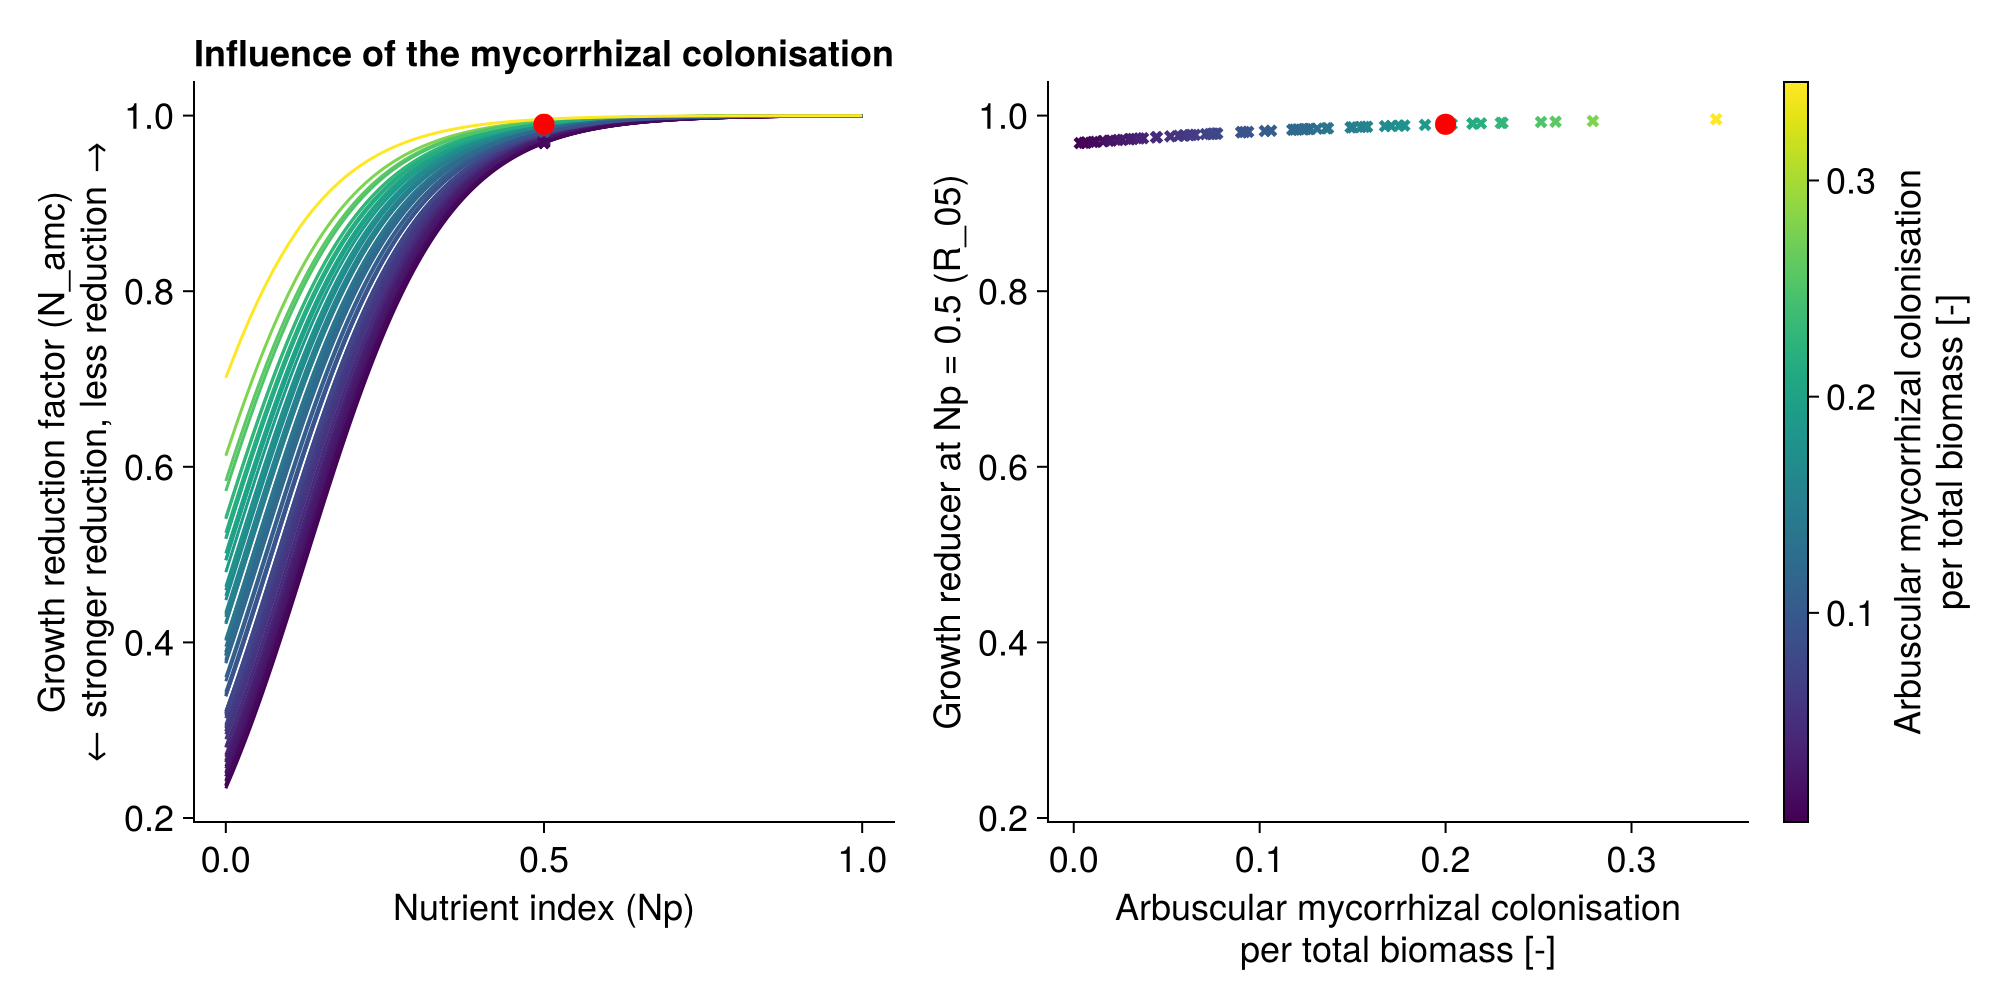 Influence of the mycorrhizal colonisation
Growth reduction factor (N_amc)
← stronger reduction, less reduction →
1.0
0.8
0.6
0.4
0.2
0.0
0.5
1.0
Nutrient index (Np)
Growth reducer at Np = 0.5 (R_05)
1.0
0.8
0.6
0.4
0.2
0.0
0.1
0.2
0.3
Arbuscular mycorrhizal colonisation
per total biomass [-]
0.3
0.2
0.1
Arbuscular mycorrhizal colonisation
per total biomass [-]